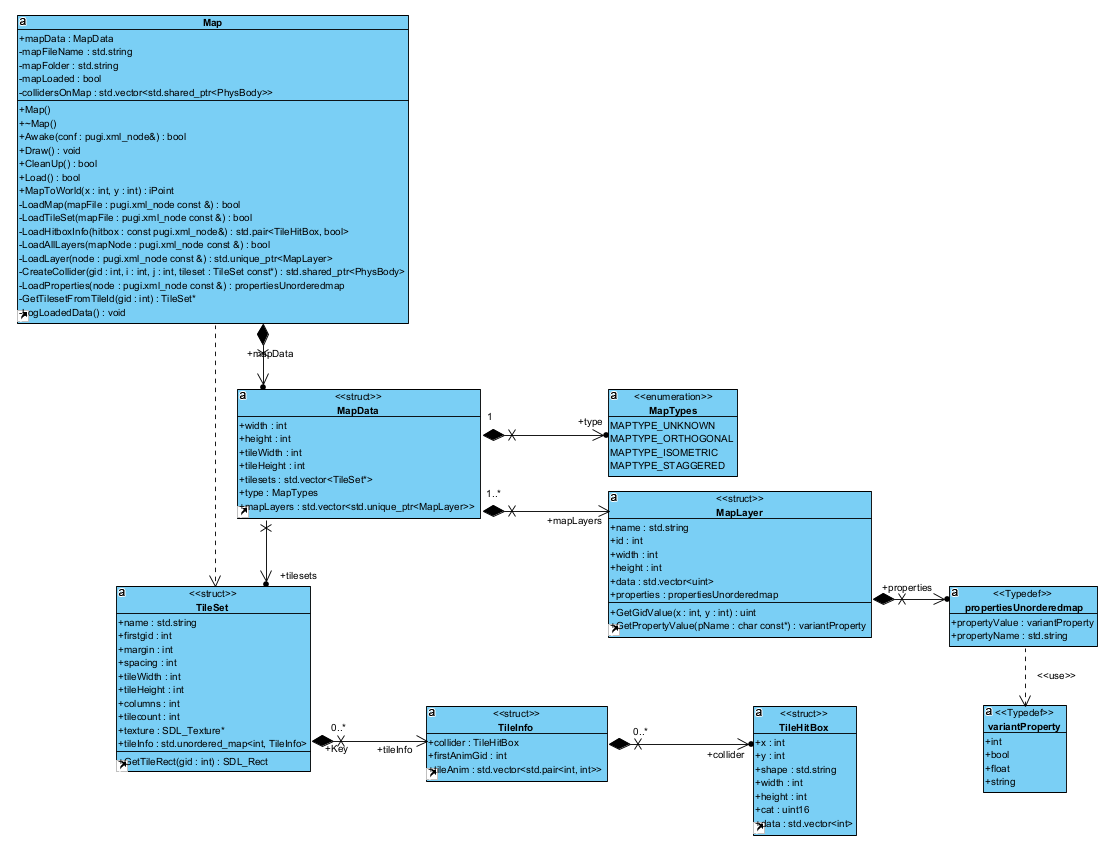 a
Map
+mapData : MapData
-mapFileName : std.string
-mapFolder : std.string
-mapLoaded : bool
-collidersOnMap : std.vector<std.shared_ptr<PhysBody>>
+Map()
+~Map()
+Awake(conf : pugi.xml_node&) : bool
+Draw() : void
+CleanUp() : bool
+Load() : bool
+MapToWorld(x : int, y : int) : iPoint
-LoadMap(mapFile : pugi.xml_node const &) : bool
-LoadTileSet(mapFile : pugi.xml_node const &) : bool
-LoadHitboxInfo(hitbox : const pugi.xml_node&) : std.pair<TileHitBox, bool>
-LoadAllLayers(mapNode : pugi.xml_node const &) : bool
-LoadLayer(node : pugi.xml_node const &) : std.unique_ptr<MapLayer>
-CreateCollider(gid : int, i : int, j : int, tileset : TileSet const*) : std.shared_ptr<PhysBody>
-LoadProperties(node : pugi.xml_node const &) : propertiesUnorderedmap
-GetTilesetFromTileId(gid : int) : TileSet*
-LogLoadedData() : void
+mapData
a
<<struct>>
MapData
+width : int
+height : int
+tileWidth : int
+tileHeight : int
+tilesets : std.vector<TileSet*>
+type : MapTypes
+mapLayers : std.vector<std.unique_ptr<MapLayer>>
1
+type
a
<<enumeration>>
MapTypes
MAPTYPE_UNKNOWN
MAPTYPE_ORTHOGONAL
MAPTYPE_ISOMETRIC
MAPTYPE_STAGGERED
1..*
+mapLayers
a
<<struct>>
MapLayer
+name : std.string
+id : int
+width : int
+height : int
+data : std.vector<uint>
+properties : propertiesUnorderedmap
+GetGidValue(x : int, y : int) : uint
+GetPropertyValue(pName : char const*) : variantProperty
+properties
a
<<Typedef>>
propertiesUnorderedmap
+propertyValue : variantProperty
+propertyName : std.string
<<use>>
a
<<Typedef>>
variantProperty
+int
+bool
+float
+string
+tilesets
a
<<struct>>
TileSet
+name : std.string
+firstgid : int
+margin : int
+spacing : int
+tileWidth : int
+tileHeight : int
+columns : int
+tilecount : int
+texture : SDL_Texture*
+tileInfo : std.unordered_map<int, TileInfo>
+GetTileRect(gid : int) : SDL_Rect
0..*
+Key
+tileInfo
a
<<struct>>
TileInfo
+collider : TileHitBox
+firstAnimGid : int
+tileAnim : std.vector<std.pair<int, int>>
0..*
+collider
a
<<struct>>
TileHitBox
+x : int
+y : int
+shape : std.string
+width : int
+height : int
+cat : uint16
+data : std.vector<int>